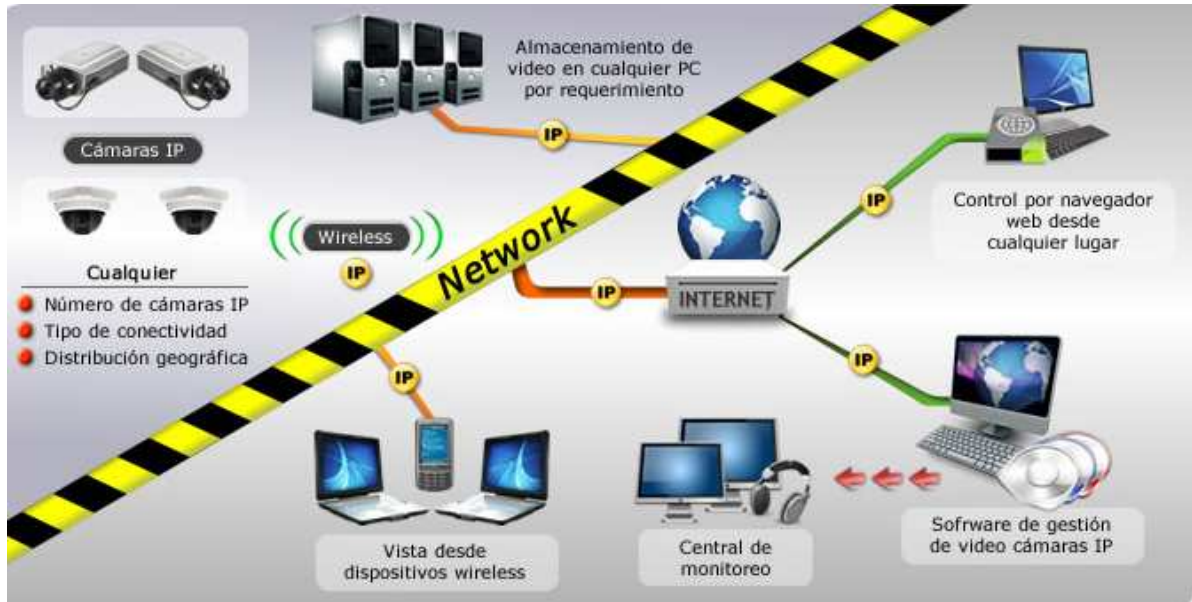 Almacenamiento de
video en cualquier PC
por requerimiento
IP
Cámaras IP
Wireless
IP
Cualquier
Número de cámaras IP
Tipo de conectividad
Distribución geográfica
Network
IP
INTERNET
IP
Control por navegador
web desde
cualquier lugar
IP
IP
Vista desde
dispositivos wireless
Central de
monitoreo
Sofrware de gestión
de video cámaras IP